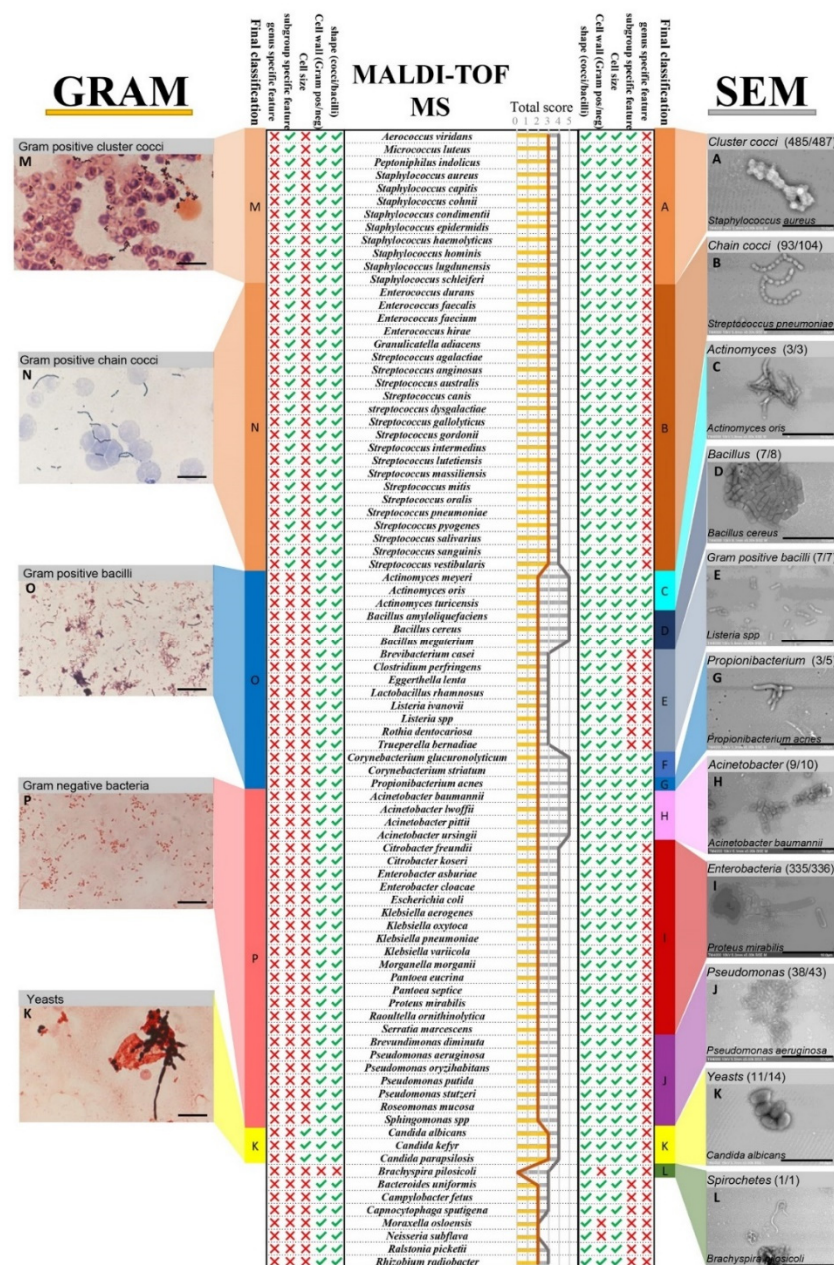 GRAM
Final classification
genus specific feature
subgroup specific feature
Cell size
Cell wall (Gram pos/neg)
shape (cocci/bacilli)
MALDI-TOF
MS
Total score
0 1 2 3 4 5
shape (cocci/bacilli)
Cell wall (Gram pos/neg)
Cell size
subgroup specific feature
genus specific feature
Final classification
SEM
Gram positive cluster cocci
M
Gram positive chain cocci
N
Gram positive bacilli
O
Gram negative bacteria
P
Yeasts
K
M
N
O
P
K
Aerococcus viridans
Micrococcus luteus
Peptoniphilus indolicus
Staphylococcus aureus
Staphylococcus capitis
Staphylococcus cohnii
Staphylococcus condimentii
Staphylococcus epidermidis
Staphylococcus haemolyticus
Staphylococcus hominis
Staphylococcus lugdunensis
Staphylococcus schleiferi
Enterococcus durans
Enterococcus faecalis
Enterococcus faecium
Enterococcus hirae
Granulicatella adiacens
Streptococcus agalactiae
Streptococcus anginosus
Streptococcus australis
Streptococcus canis
streptococcus dysgalactiae
Streptococcus gallolyticus
Streptococcus gordonii
Streptococcus intermedius
Streptococcus lutetiensis
Streptococcus massiliensis
Streptococcus mitis
Streptococcus oralis
Streptococcus pneumoniae
Streptococcus pyogenes
Streptococcus salivarius
Streptococcus sanguinis
Streptococcus vestibularis
Actinomyces meyeri
Actinomyces oris
Actinomyces turicensis
Bacillus amyloliquefaciens
Bacillus cereus
Bacillus megaterium
Brevibacterium casei
Clostridium perfringens
Eggerthella lenta
Lactobacillus rhamnosus
Listeria ivanovii
Listeria spp
Rothia dentocariosa
Trueperella bernadiae
Corynebacterium glucuronolyticum
Corynebacterium striatum
Propionibacterium acnes
Acinetobacter baumannii
Acinetobacter lwoffii
Acinetobacter pittii
Acinetobacter ursingii
Citrobacter freundii
Citrobacter koseri
Enterobacter asburiae
Enterobacter cloacae
Escherichia coli
Klebsiella aerogenes
Klebsiella oxytoca
Klebsiella pneumoniae
Klebsiella variicola
Morganella morganii
Pantoea eucrina
Pantoea septice
Proteus mirabilis
Raoultella ornithinolytica
Serratia marcescens
Brevundimonas diminuta
Pseudomonas aeruginosa
Pseudomonas oryzihabitans
Pseudomonas putida
Pseudomonas stutzeri
Roseomonas mucosa
Sphingomonas spp
Candida albicans
Candida kefyr
Candida parapsilosis
Brachyspira pilosicoli
Bacteroides uniformis
Campylobacter fetus
Capnocytophaga sputigena
Moraxella osloensis
Neisseria subflava
Ralstonia picketii
Rhizobium radiobacter
A
B
C
D
E
F
G
H
I
J
K
L
Cluster cocci (485/487)
A
Staphylococcus aureus
Chain cocci (93/104)
B
Streptococcus pneumoniae
Actinomyces (3/3)
C
Actinomyces oris
Bacillus (7/8)
D
Bacillus cereus
Gram positive bacilli (7/7)
E
Listeria spp
Propionibacterium (3/5)
G
Propionibacterium acnes
Acinetobacter (9/10)
H
Acinetobacter baumannii
Enterobacteria (335/336)
I
Proteus mirabilis
Pseudomonas (38/43)
J
Pseudomonas aeruginosa
Yeasts (11/14)
K
Candida albicans
Spirochetes (1/1)
L
Brachyspira pilosicoli